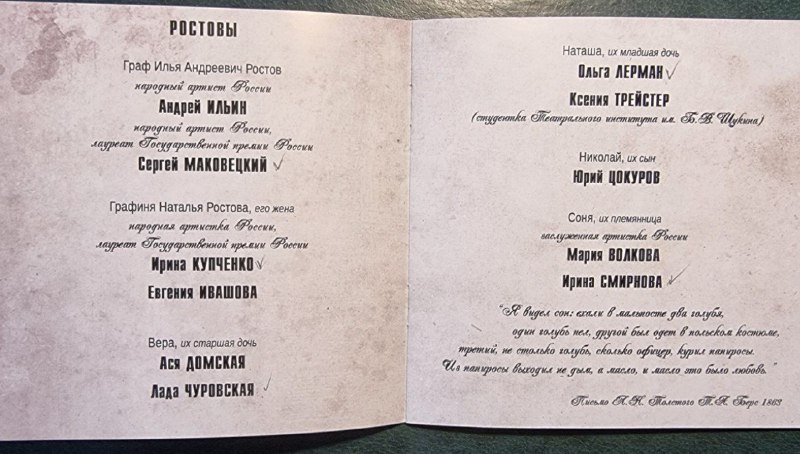 РОСТОВЫ
Граф Илья Андреевич Ростов
народный артист России
Андрей ИЛЬИН
народный артист России,
лауреат Государственной премии России
Сергей МАКОВЕЦКИЙ
Графиня Наталья Ростова, его жена
народная артистка России,
лауреат Государственной премии России
Ирина КУПЧЕНКО
Евгения ИВАШОВА
Вера, их старшая дочь
Ася ДОМСКАЯ
Лада ЧУРОВСКАЯ
Наташа, их младшая дочь
Ольга ЛЕРМАН
Ксения ТРЕЙСТЕР
(студентка Театрального института им. Б.В. Щукина)
Николай, их сын
Юрий ЦОКУРОВ
Соня, их племянница
заслуженная артистка России
Мария ВОЛКОВА
Ирина СМИРНОВА
"Я видел сон: ехали в мальпосте два голубя,
один голубь пел, другой был одет в польском костюме,
третий, не столько голубь, сколько офицер, курил папиросы.
Из папиросы выходил не дым, а масло, и масло это было любовь."
Письмо Л.Н. Толстого Т.А. Берс 1863